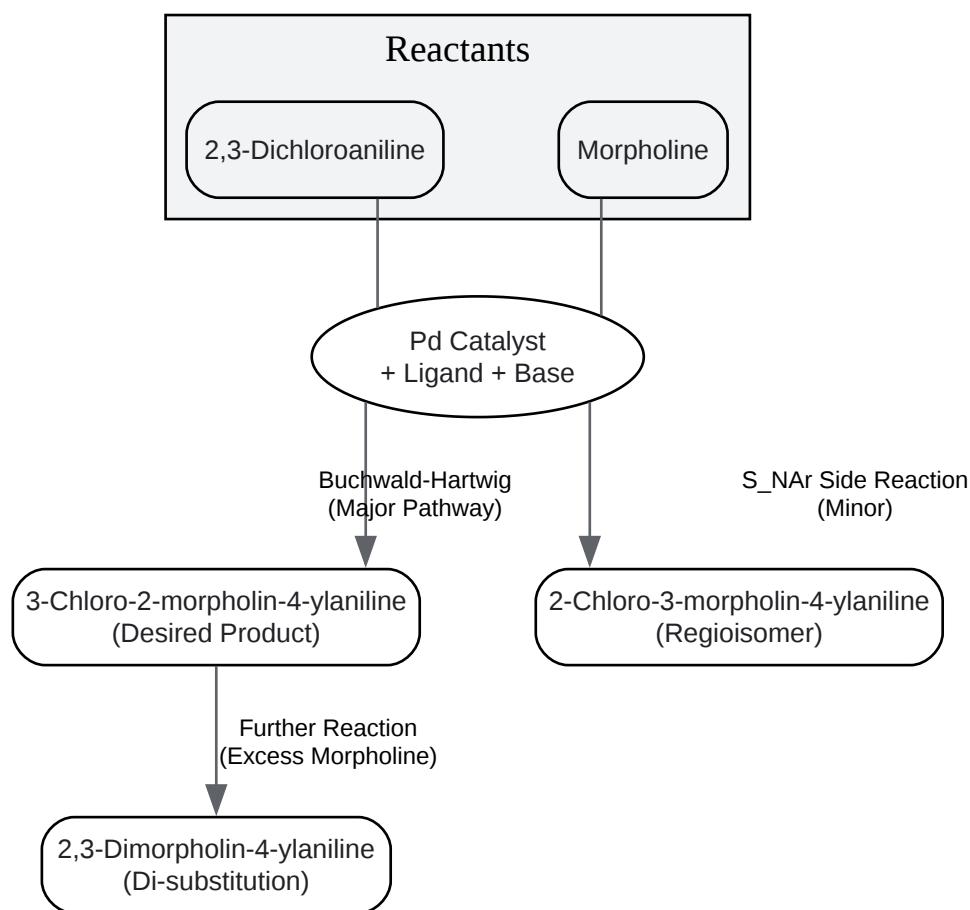 Reactants
2,3-Dichloroaniline
Morpholine
Pd Catalyst
+ Ligand + Base
Buchwald-Hartwig
(Major Pathway)
S_NAr Side Reaction
(Minor)
3-Chloro-2-morpholin-4-ylaniline
(Desired Product)
2-Chloro-3-morpholin-4-ylaniline
(Regioisomer)
Further Reaction
(Excess Morpholine)
2,3-Dimorpholin-4-ylaniline
(Di-substitution)